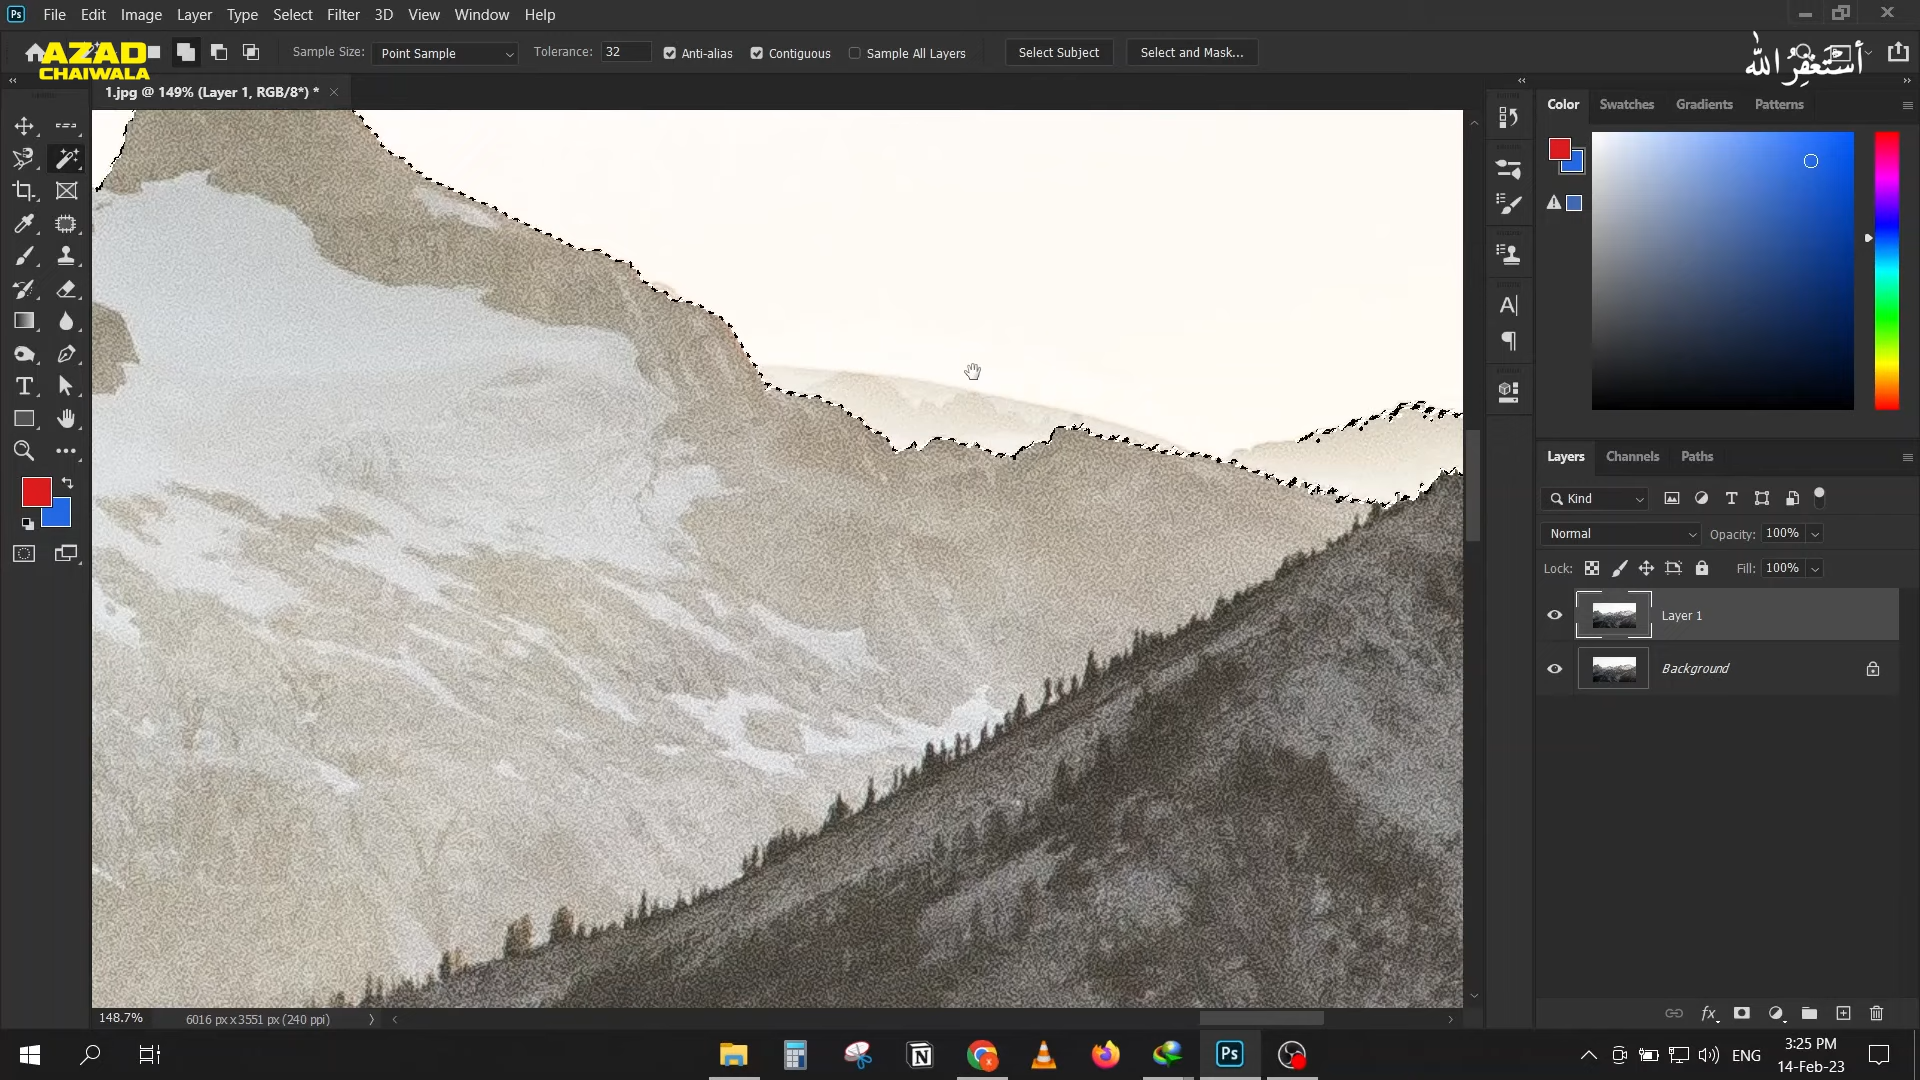 File Edit Image Layer Type Select Filter 3D View Window Help
AZAD
CHAIWALA
Sample Size: Point Sample Tolerance: 32 Anti-alias Contiguous Sample All Layers Select Subject Select and Mask...
أستغفر الله
1.jpg @ 149% (Layer 1, RGB/8*) *
Color Swatches Gradients Patterns
Layers Channels Paths
Kind
Normal Opacity: 100%
Lock: Fill: 100%
Layer 1
Background
148.7% 6016 px x 3551 px (240 ppi)
ENG
3:25 PM
14-Feb-23